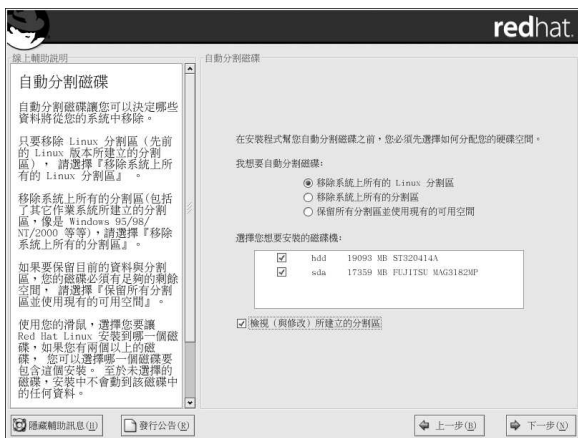 redhat.
線上輔助說明
自動分割磁碟
自動分割磁碟讓您可以決定哪些
資料將從您的系統中移除。
只要移除 Linux 分割區（先前
的 Linux 版本所建立的分割
區）， 請選擇『移除系統上所
有的 Linux 分割區』 。
移除系統上所有的分割區(包括
了其它作業系統所建立的分割
區，像是 Windows 95/98/
NT/2000 等等)，請選擇『移除
系統上所有的分割區』。
如果要保留目前的資料與分割
區，您的磁碟必須有足夠的剩餘
空間， 請選擇『保留所有分割
區並使用現有的可用空間』。
使用您的滑鼠，選擇您要讓
Red Hat Linux 安裝到哪一個磁
碟，如果您有兩個以上的磁
碟， 您可以選擇哪一個磁碟要
包含這個安裝。 至於未選擇的
磁碟，安裝中不會動到該磁碟中
的任何資料。
自動分割磁碟
在安裝程式幫您自動分割磁碟之前，您必須先選擇如何分配您的硬碟空間。
我想要自動分割磁碟:
移除系統上所有的 Linux 分割區
移除系統上所有的分割區
保留所有分割區並使用現有的可用空間
選擇您想要安裝的磁碟機:
hdd 19093 MB ST320414A
sda 17359 MB FUJITSU MAG3182MP
檢視（與修改）所建立的分割區
隱藏輔助訊息(H)
發行公告(R)
上一步(B)
下一步(N)